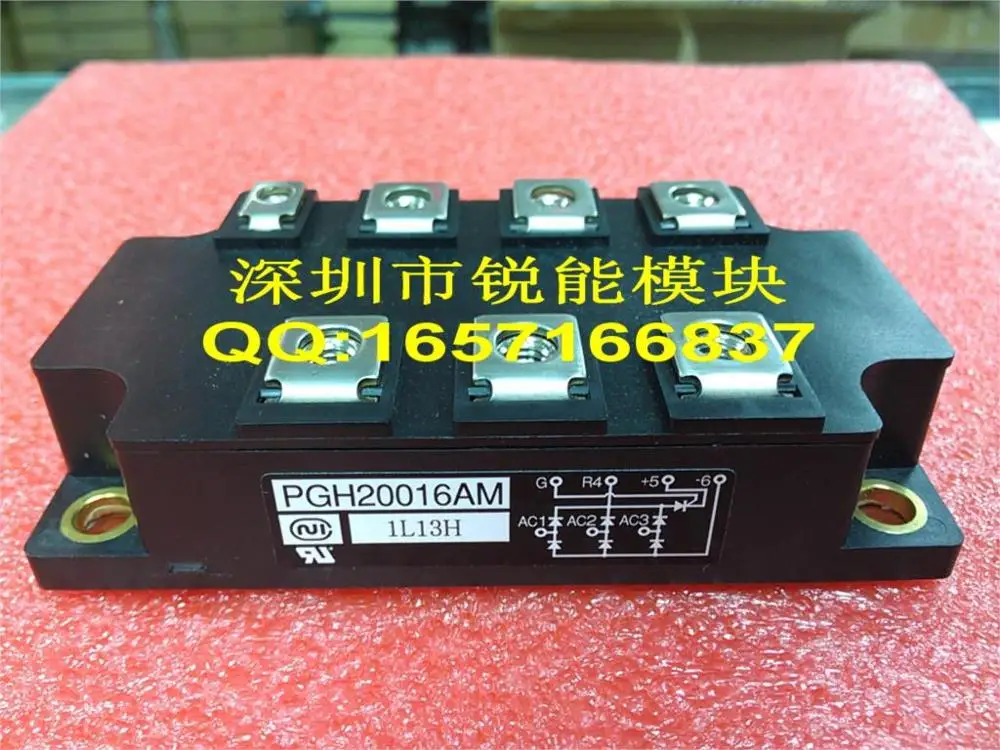 深圳市锐能模块
QQ:1657166837
PGH20016AM
1L13H
G R4 +5 -6
AC1 AC2 AC3